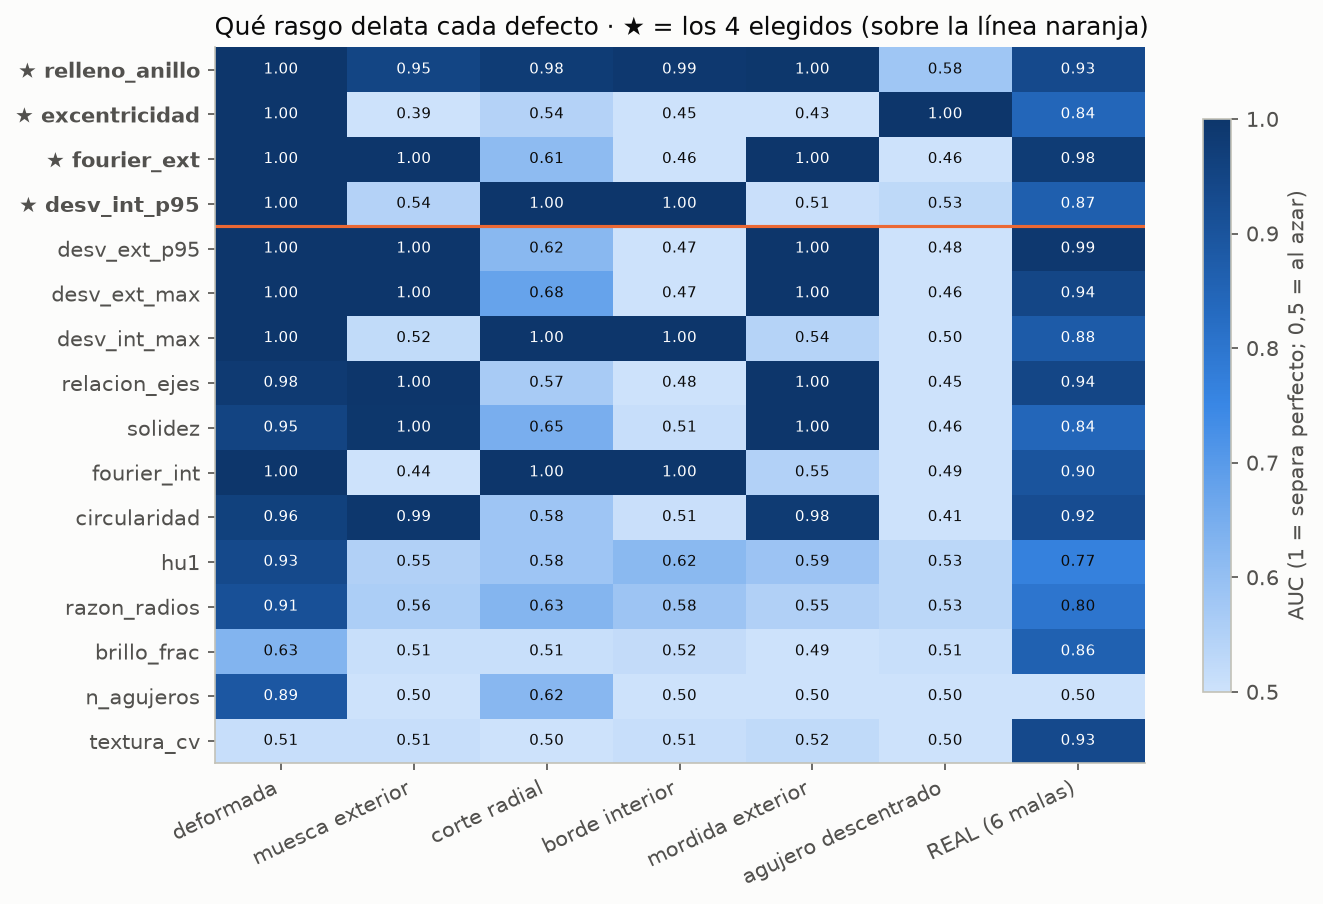 Qué rasgo delata cada defecto · ★ = los 4 elegidos (sobre la línea naranja)
★ relleno_anillo 1.00 0.95 0.98 0.99 1.00 0.58 0.93
★ excentricidad 1.00 0.39 0.54 0.45 0.43 1.00 0.84
★ fourier_ext 1.00 1.00 0.61 0.46 1.00 0.46 0.98
★ desv_int_p95 1.00 0.54 1.00 1.00 0.51 0.53 0.87
desv_ext_p95 1.00 1.00 0.62 0.47 1.00 0.48 0.99
desv_ext_max 1.00 1.00 0.68 0.47 1.00 0.46 0.94
desv_int_max 1.00 0.52 1.00 1.00 0.54 0.50 0.88
relacion_ejes 0.98 1.00 0.57 0.48 1.00 0.45 0.94
solidez 0.95 1.00 0.65 0.51 1.00 0.46 0.84
fourier_int 1.00 0.44 1.00 1.00 0.55 0.49 0.90
circularidad 0.96 0.99 0.58 0.51 0.98 0.41 0.92
hu1 0.93 0.55 0.58 0.62 0.59 0.53 0.77
razon_radios 0.91 0.56 0.63 0.58 0.55 0.53 0.80
brillo_frac 0.63 0.51 0.51 0.52 0.49 0.51 0.86
n_agujeros 0.89 0.50 0.62 0.50 0.50 0.50 0.50
textura_cv 0.51 0.51 0.50 0.51 0.52 0.50 0.93
deformada
muesca exterior
corte radial
borde interior
mordida exterior
agujero descentrado
REAL (6 malas)
1.0
0.9
0.8
0.7
0.6
0.5
AUC (1 = separa perfecto; 0,5 = al azar)